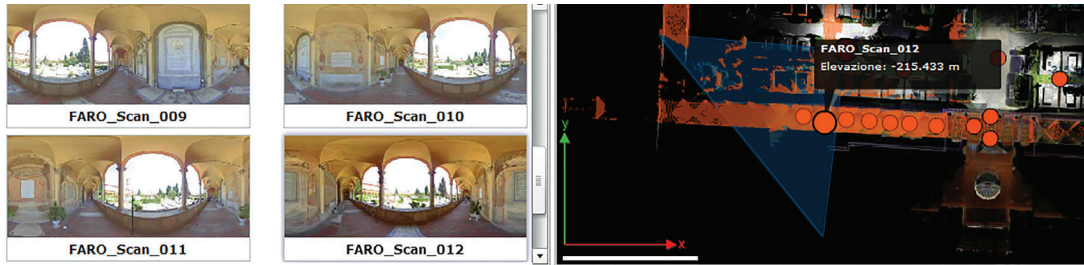 FARO_Scan_009
FARO_Scan_010
FARO_Scan_011
FARO_Scan_012
FARO_Scan_012
Elevazione: -215.433 m
y
x